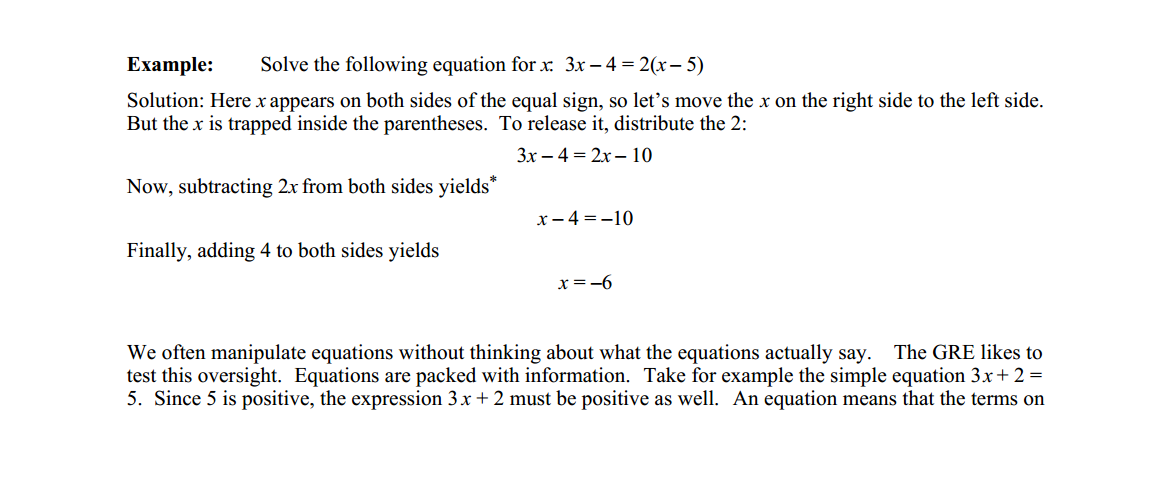 Example: Solve the following equation for x: 3x – 4 = 2(x – 5)
Solution: Here x appears on both sides of the equal sign, so let’s move the x on the right side to the left side.
But the x is trapped inside the parentheses. To release it, distribute the 2:
3x – 4 = 2x – 10
Now, subtracting 2x from both sides yields*
x – 4 = –10
Finally, adding 4 to both sides yields
x = –6
We often manipulate equations without thinking about what the equations actually say. The GRE likes to
test this oversight. Equations are packed with information. Take for example the simple equation 3x + 2 =
5. Since 5 is positive, the expression 3x + 2 must be positive as well. An equation means that the terms on